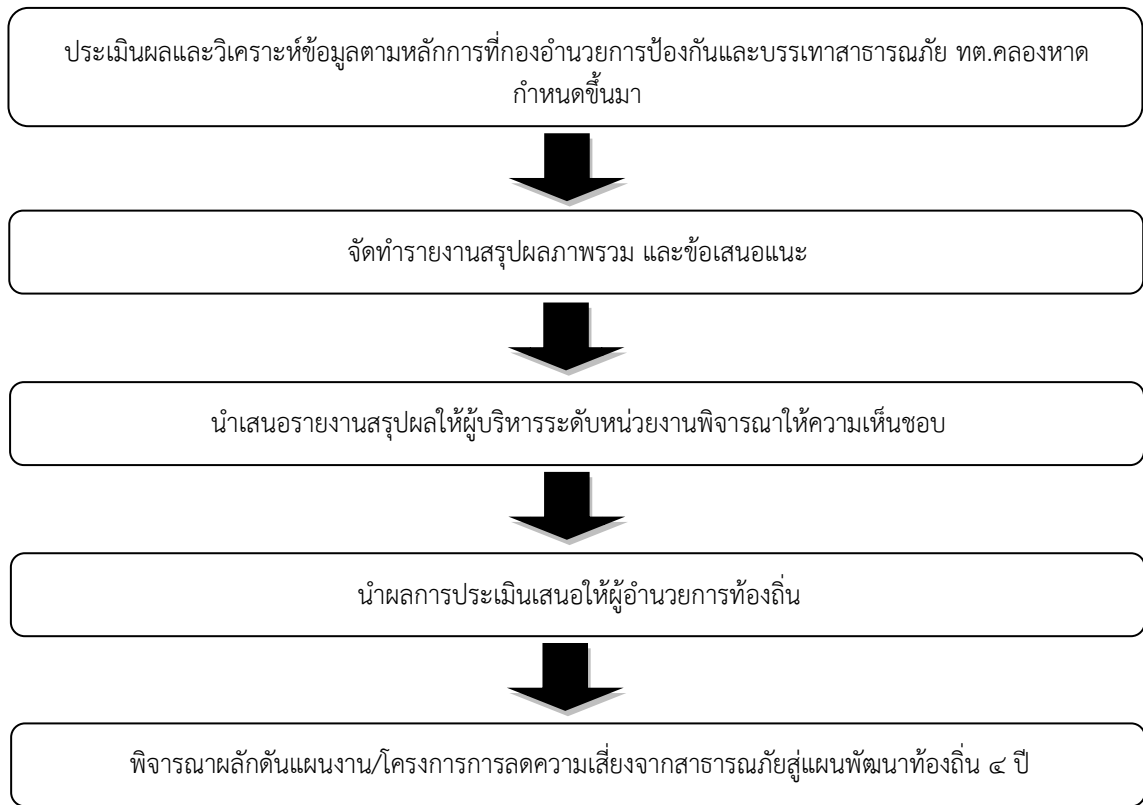 ประเมินผลและวิเคราะห์ข้อมูลตามหลักการที่กองอำนวยการป้องกันและบรรเทาสาธารณภัย ทต.คลองหาด
กำหนดขึ้นมา
จัดทำรายงานสรุปผลภาพรวม และข้อเสนอแนะ
นำเสนอรายงานสรุปผลให้ผู้บริหารระดับหน่วยงานพิจารณาให้ความเห็นชอบ
นำผลการประเมินเสนอให้ผู้อำนวยการท้องถิ่น
พิจารณาผลักดันแผนงาน/โครงการการลดความเสี่ยงจากสาธารณภัยสู่แผนพัฒนาท้องถิ่น ๔ ปี